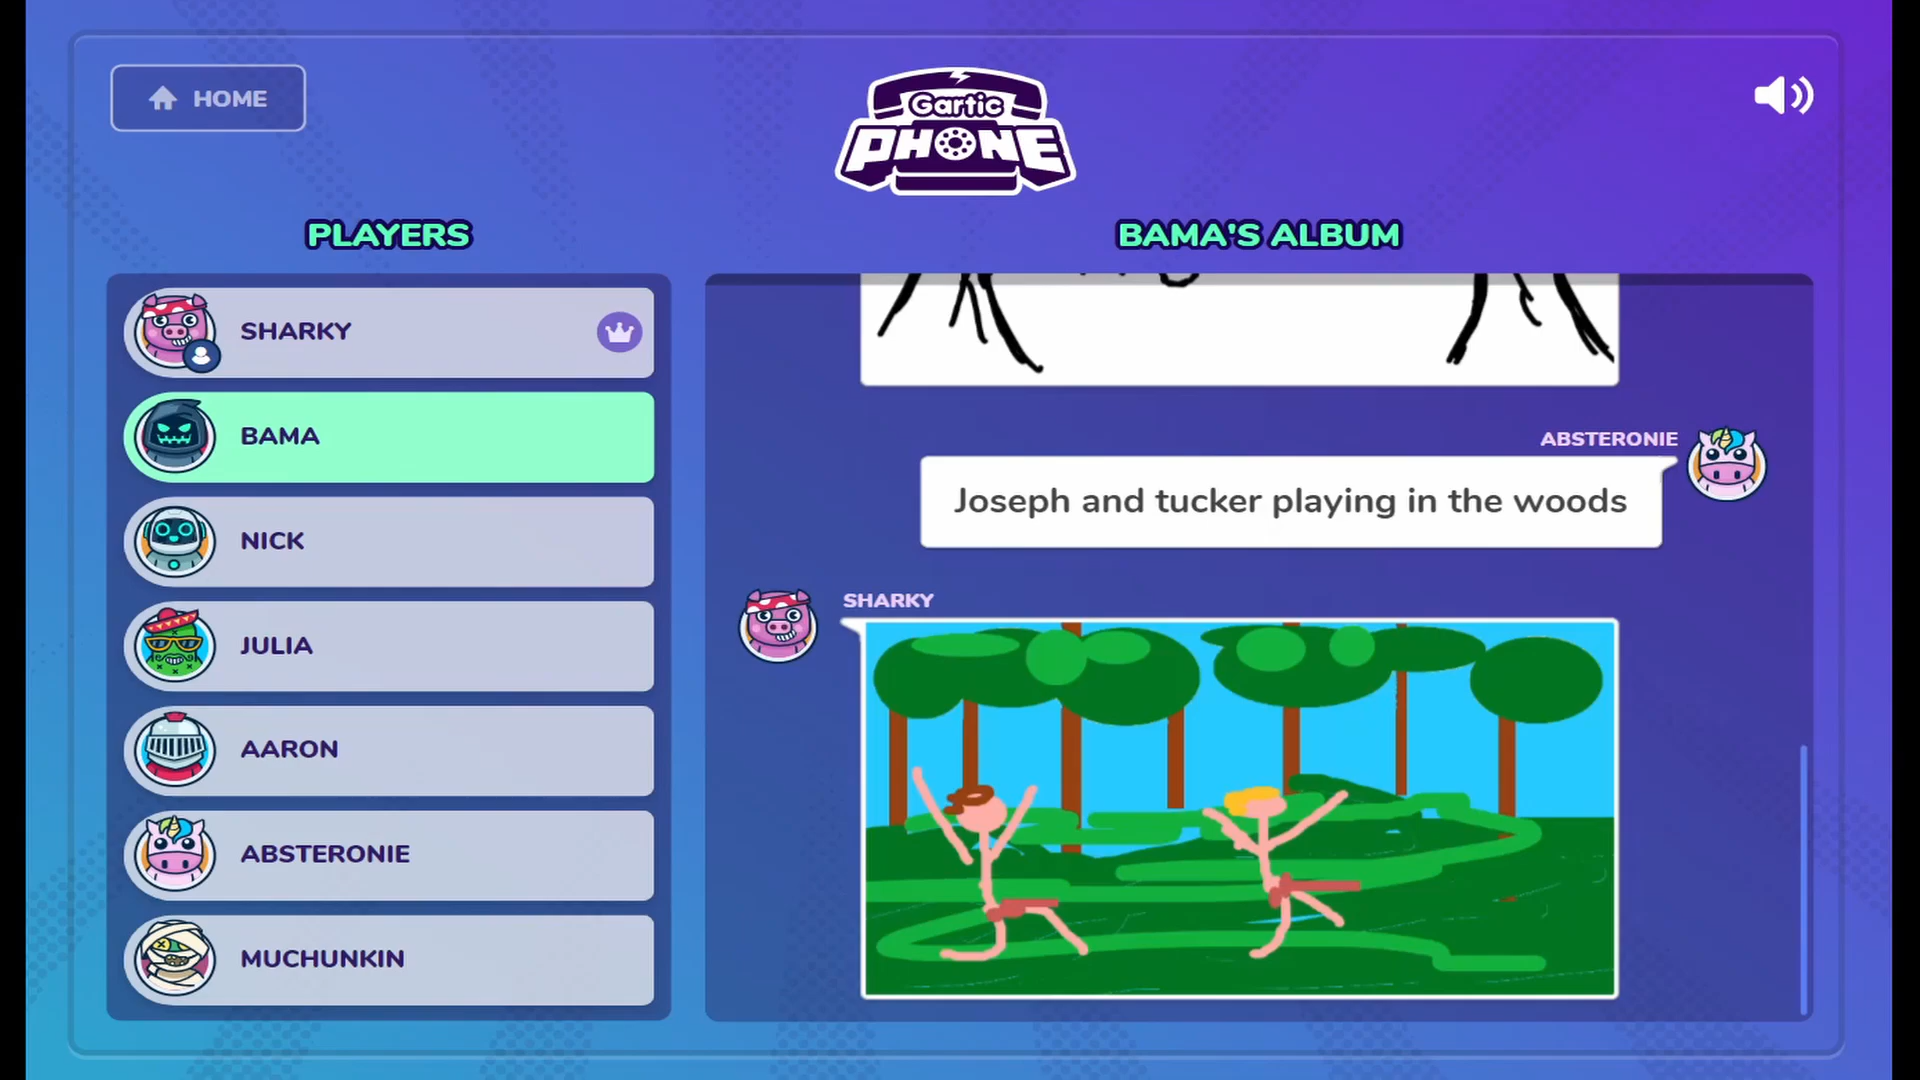 HOME
Gartic
PHONE
PLAYERS
BAMA'S ALBUM
SHARKY
BAMA
NICK
JULIA
AARON
ABSTERONIE
MUCHUNKIN
ABSTERONIE
Joseph and tucker playing in the woods
SHARKY